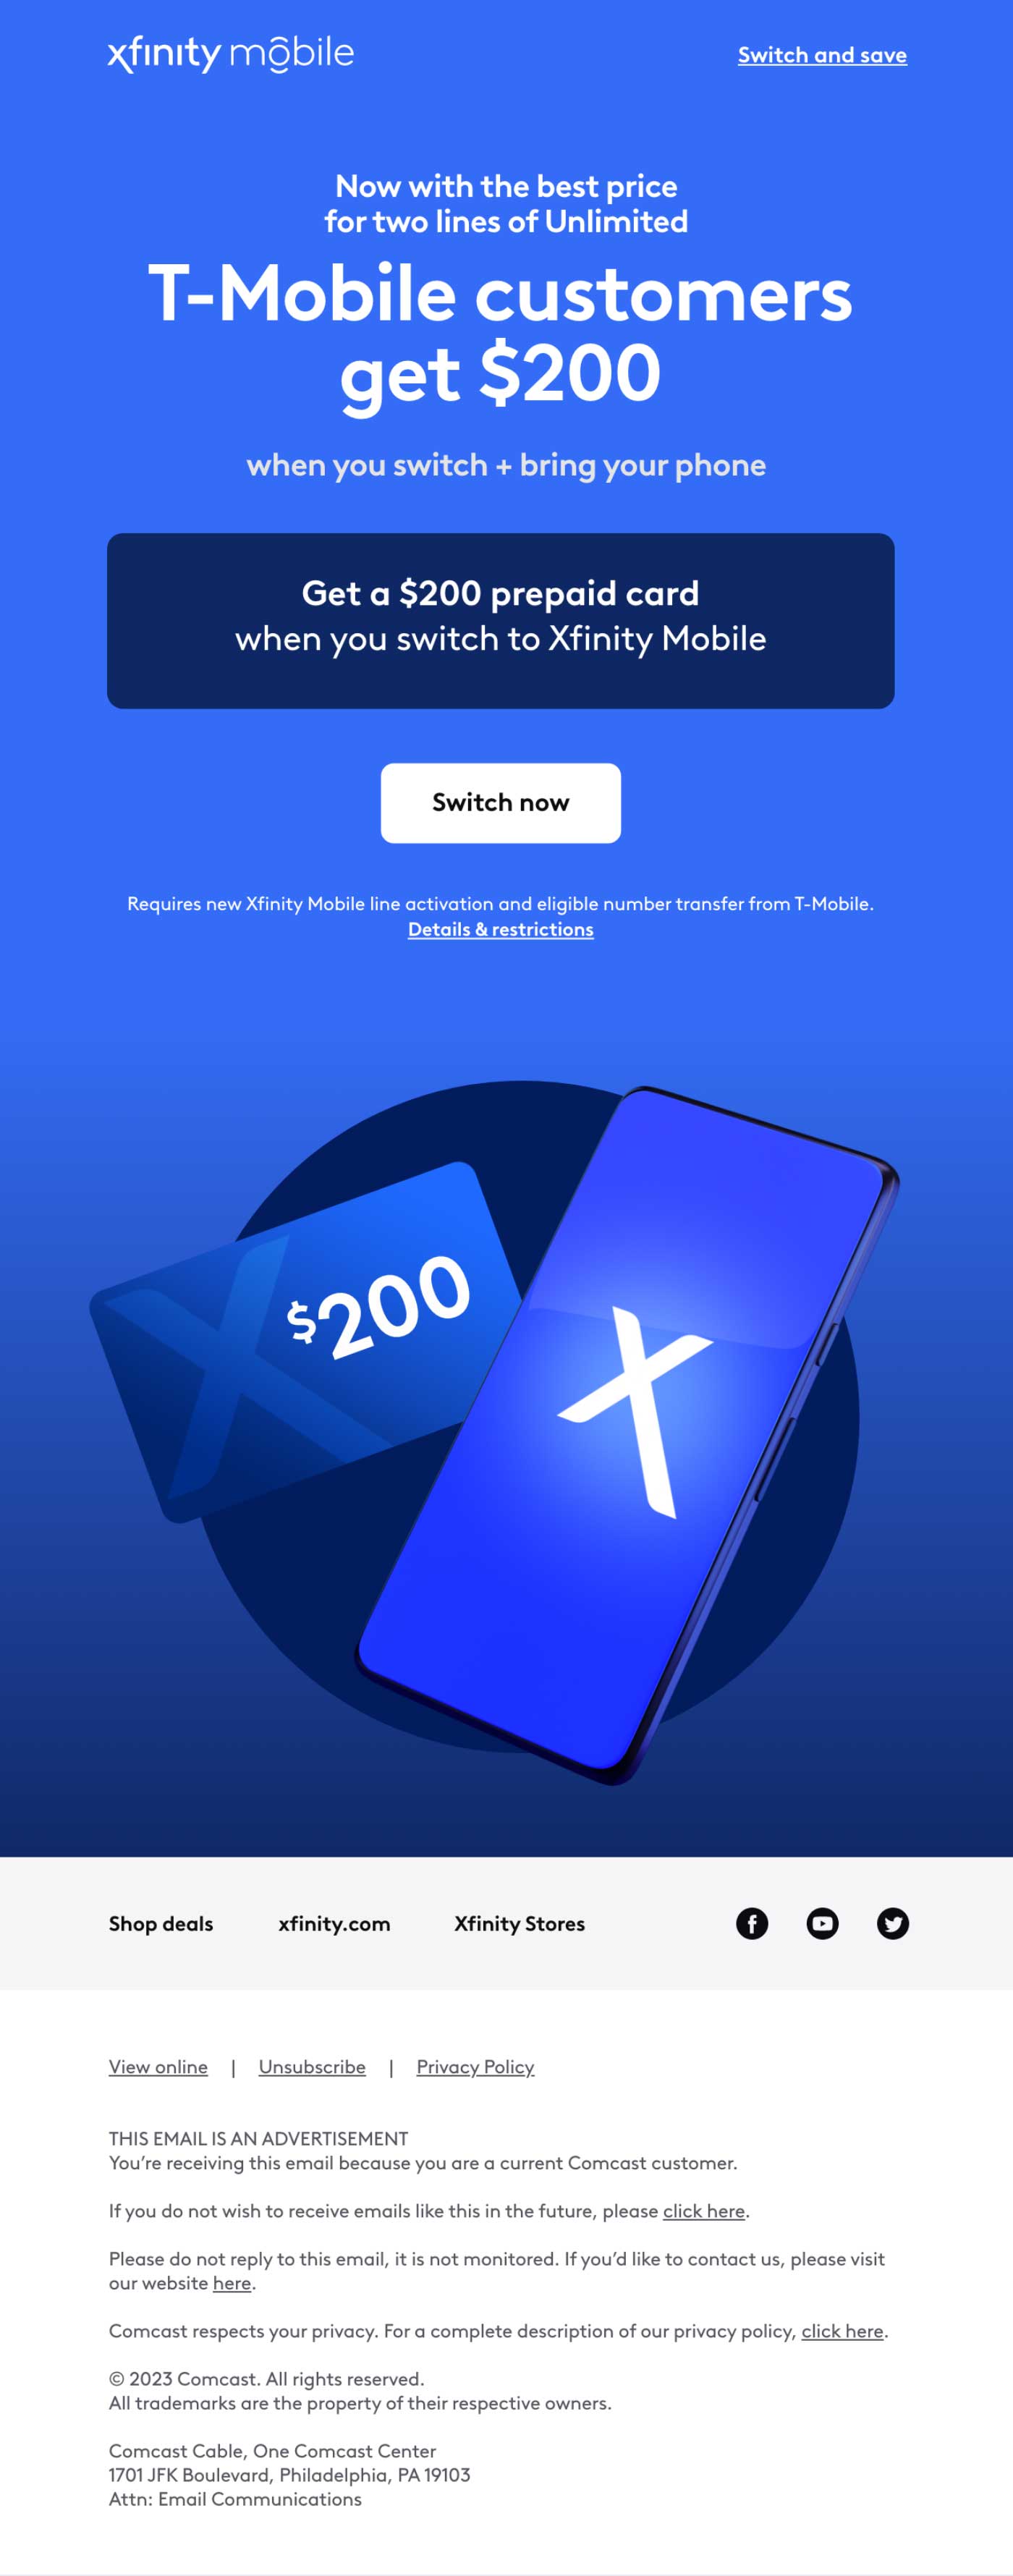 xfinity mobile
Switch and save
Now with the best price
for two lines of Unlimited
T-Mobile customers
get $200
when you switch + bring your phone
Get a $200 prepaid card
when you switch to Xfinity Mobile
Switch now
Requires new Xfinity Mobile line activation and eligible number transfer from T-Mobile.
Details & restrictions
$200
X
Shop deals
xfinity.com
Xfinity Stores
View online | Unsubscribe | Privacy Policy
THIS EMAIL IS AN ADVERTISEMENT
You’re receiving this email because you are a current Comcast customer.
If you do not wish to receive emails like this in the future, please click here.
Please do not reply to this email, it is not monitored. If you’d like to contact us, please visit
our website here.
Comcast respects your privacy. For a complete description of our privacy policy, click here.
© 2023 Comcast. All rights reserved.
All trademarks are the property of their respective owners.
Comcast Cable, One Comcast Center
1701 JFK Boulevard, Philadelphia, PA 19103
Attn: Email Communications